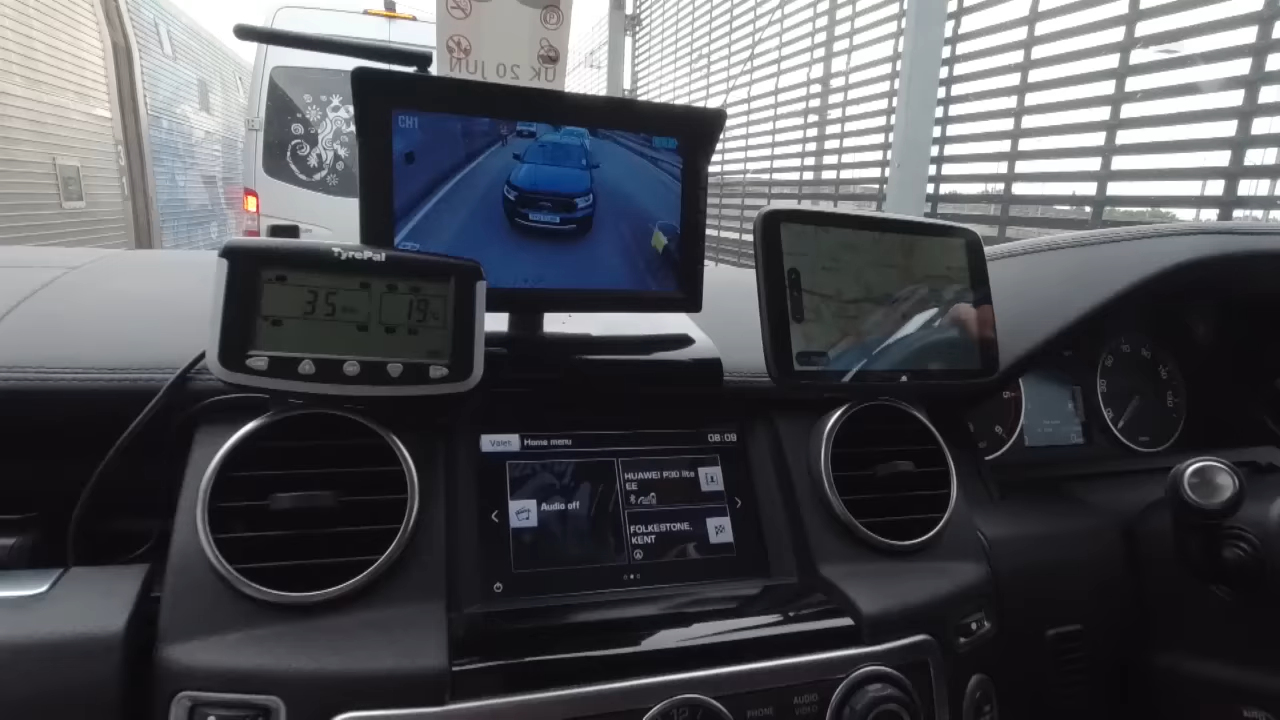 UK 20 JUN
CH1
TyrePal
35
19
Valet
Home menu
08:09
Audio off
HUAWEI P30 lite
EE
FOLKESTONE,
KENT
PHONE
AUDIO
VIDEO